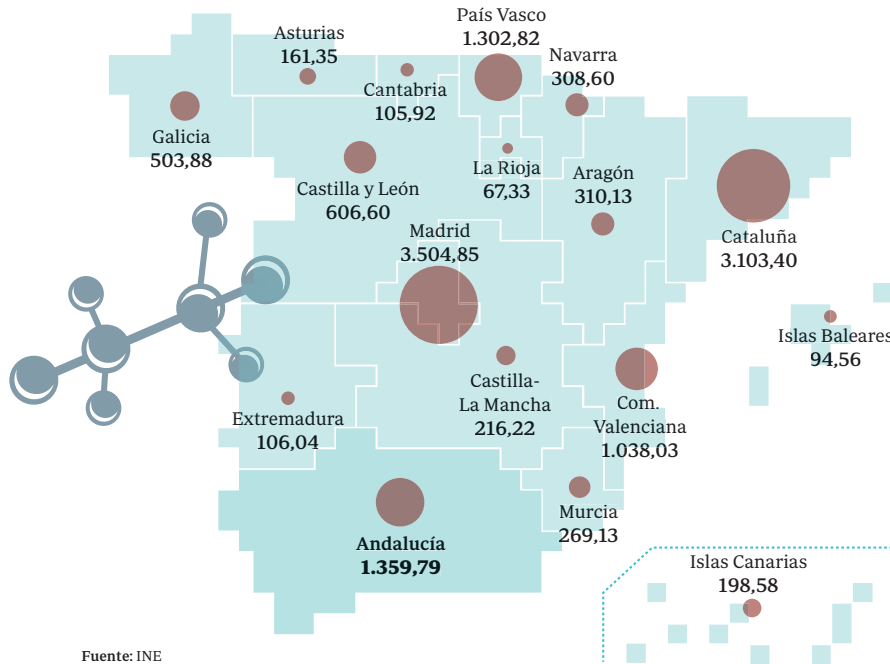 País Vasco
1.302,82
Asturias
161,35
Navarra
308,60
Cantabria
105,92
Galicia
503,88
La Rioja
67,33
Aragón
310,13
Castilla y León
606,60
Madrid
3.504,85
Cataluña
3.103,40
Islas Baleares
94,56
Castilla-
La Mancha
216,22
Com.
Valenciana
1.038,03
Extremadura
106,04
Murcia
269,13
Andalucía
1.359,79
Islas Canarias
198,58
Fuente: INE